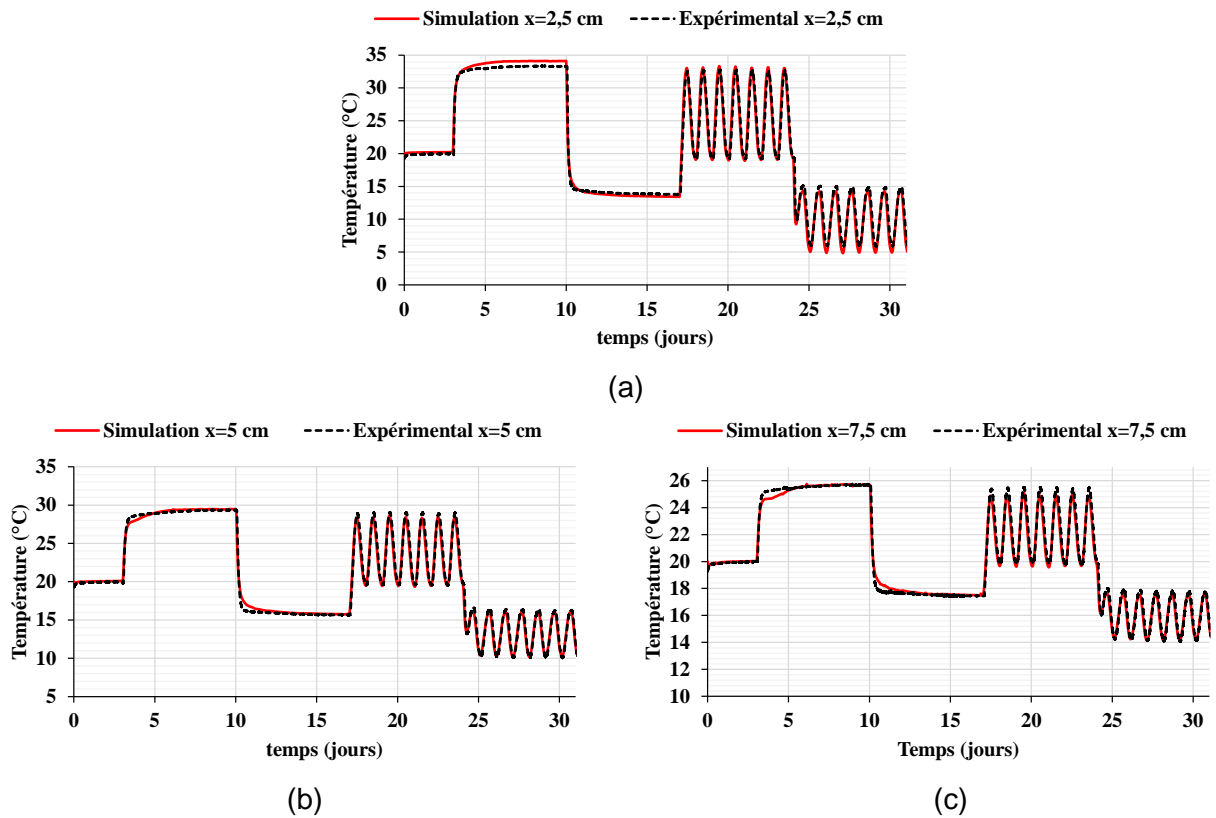 Simulation x=2,5 cm Expérimental x=2,5 cm
Température (°C)
35
30
25
20
15
10
5
0
0 5 10 15 20 25 30
temps (jours)
(a)
Simulation x=5 cm Expérimental x=5 cm
Température (°C)
35
30
25
20
15
10
5
0 5 10 15 20 25 30
temps (jours)
(b)
Simulation x=7,5 cm Expérimental x=7,5 cm
Température (°C)
26
24
22
20
18
16
14
12
10
0 5 10 15 20 25 30
Temps (jours)
(c)